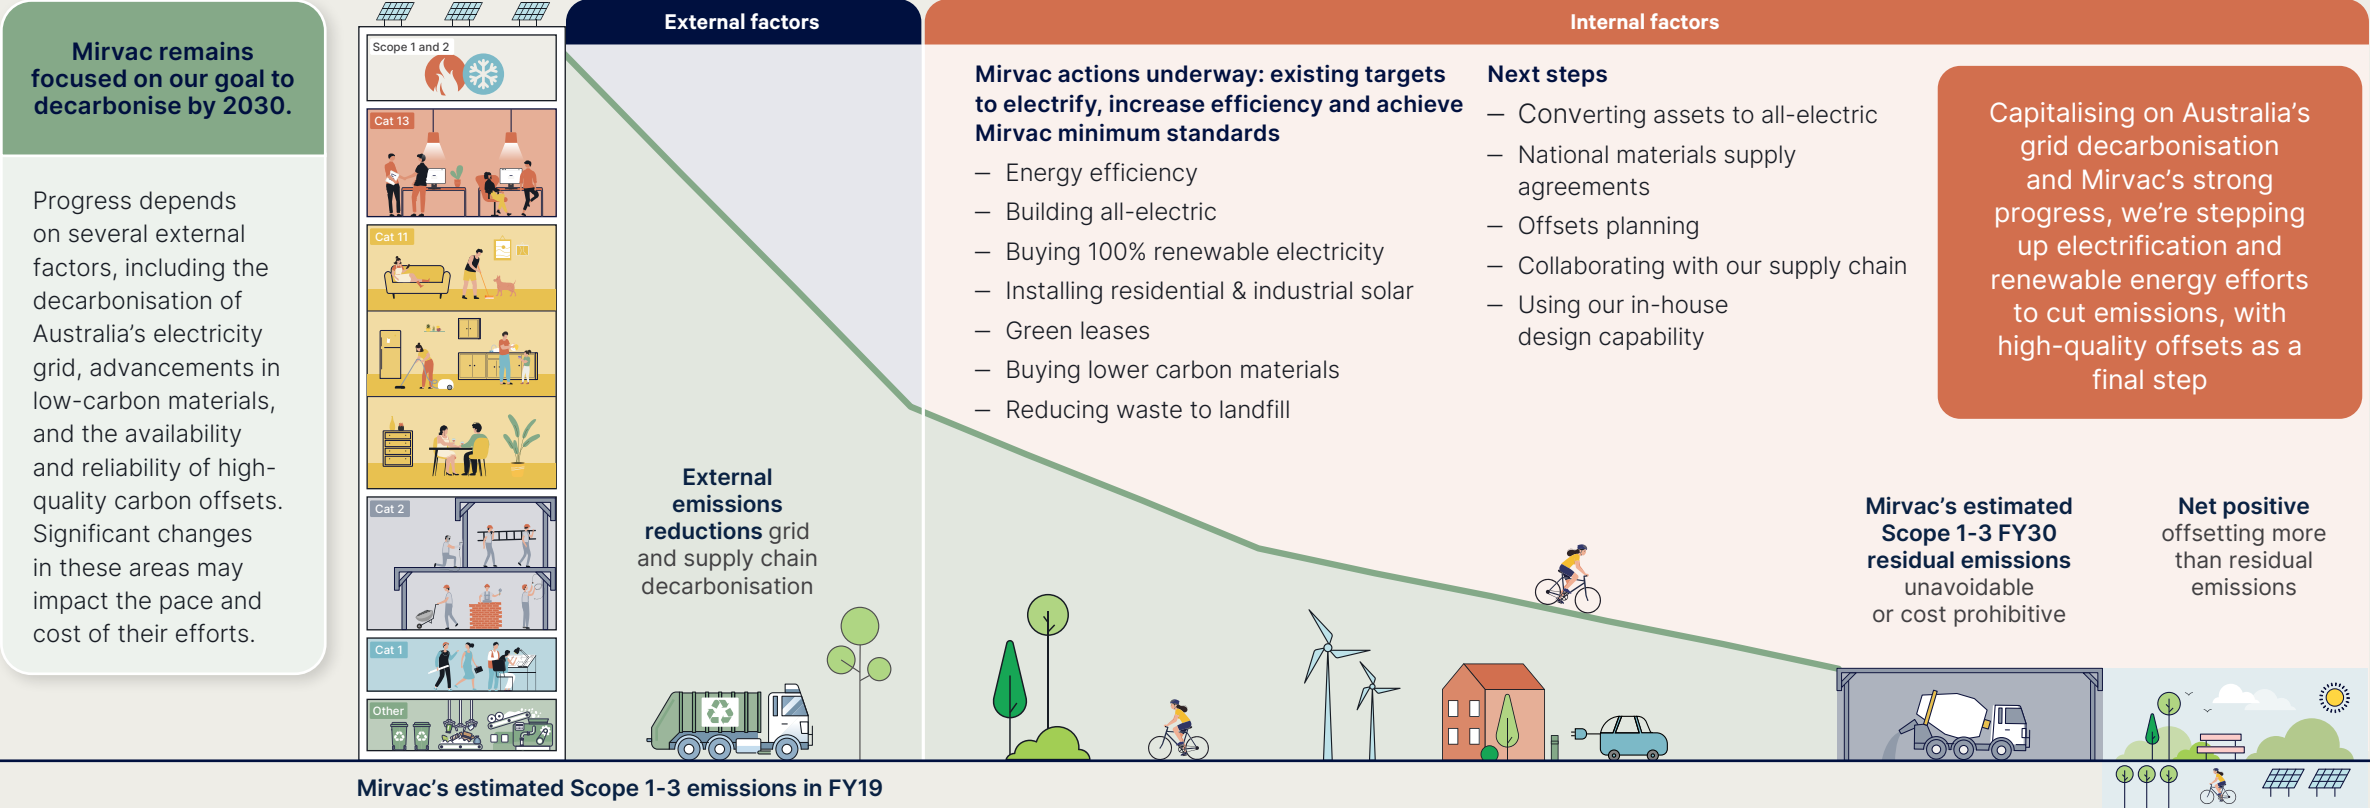 Mirvac remains
focused on our goal to
decarbonise by 2030.
Progress depends
on several external
factors, including the
decarbonisation of
Australia's electricity
grid, advancements in
low-carbon materials,
and the availability
and reliability of high-
quality carbon offsets.
Significant changes
in these areas may
impact the pace and
cost of their efforts.
Scope 1 and 2
Cat 13
Cat 11
Cat 2
Cat 1
Other
Mirvac's estimated Scope 1-3 emissions in FY19
External factors
External
emissions
reductions grid
and supply chain
decarbonisation
Internal factors
Mirvac actions underway: existing targets
to electrify, increase efficiency and achieve
Mirvac minimum standards
– Energy efficiency
– Building all-electric
– Buying 100% renewable electricity
– Installing residential & industrial solar
– Green leases
– Buying lower carbon materials
– Reducing waste to landfill
Next steps
– Converting assets to all-electric
– National materials supply
agreements
– Offsets planning
– Collaborating with our supply chain
– Using our in-house
design capability
Capitalising on Australia's
grid decarbonisation
and Mirvac's strong
progress, we're stepping
up electrification and
renewable energy efforts
to cut emissions, with
high-quality offsets as a
final step
Mirvac's estimated
Scope 1-3 FY30
residual emissions
unavoidable
or cost prohibitive
Net positive
offsetting more
than residual
emissions